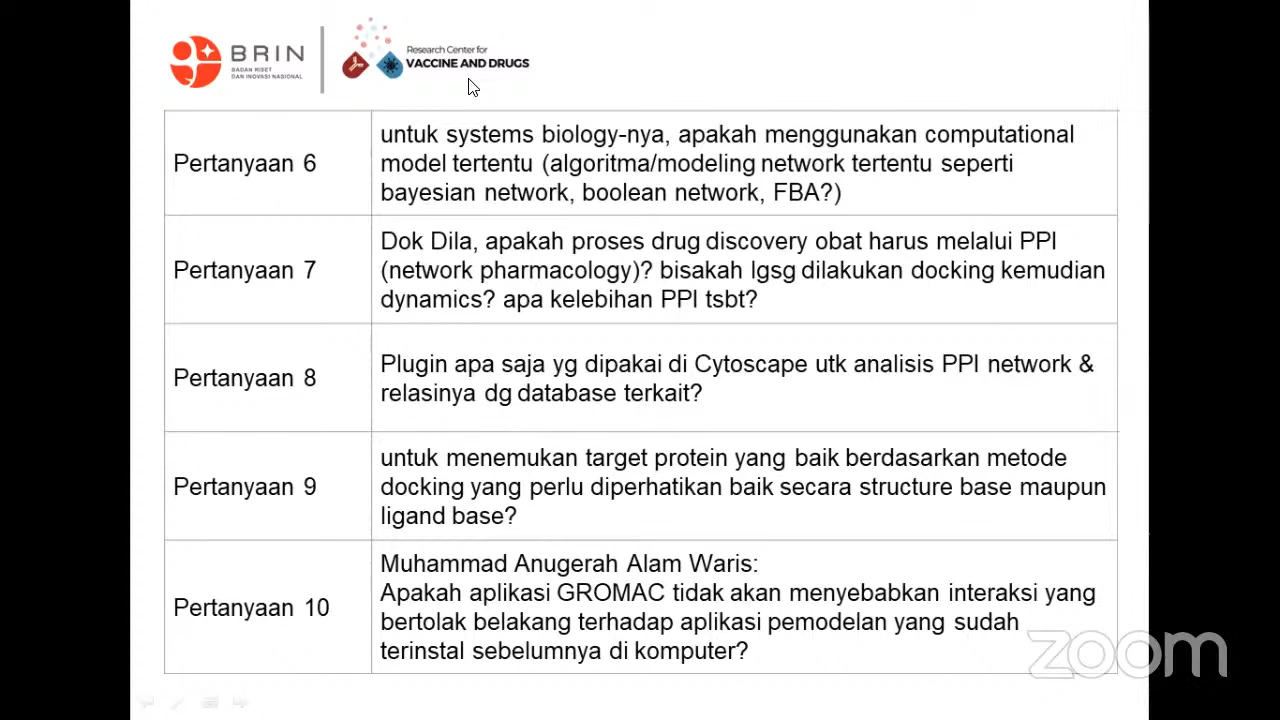 BRIN
BADAN RISET
DAN INOVASI NASIONAL
Research Center for
VACCINE AND DRUGS
Pertanyaan 6
untuk systems biology-nya, apakah menggunakan computational
model tertentu (algoritma/modeling network tertentu seperti
bayesian network, boolean network, FBA?)
Pertanyaan 7
Dok Dila, apakah proses drug discovery obat harus melalui PPI
(network pharmacology)? bisakah lgsg dilakukan docking kemudian
dynamics? apa kelebihan PPI tsbt?
Pertanyaan 8
Plugin apa saja yg dipakai di Cytoscape utk analisis PPI network &
relasinya dg database terkait?
Pertanyaan 9
untuk menemukan target protein yang baik berdasarkan metode
docking yang perlu diperhatikan baik secara structure base maupun
ligand base?
Pertanyaan 10
Muhammad Anugerah Alam Waris:
Apakah aplikasi GROMAC tidak akan menyebabkan interaksi yang
bertolak belakang terhadap aplikasi pemodelan yang sudah
terinstal sebelumnya di komputer?
zoom